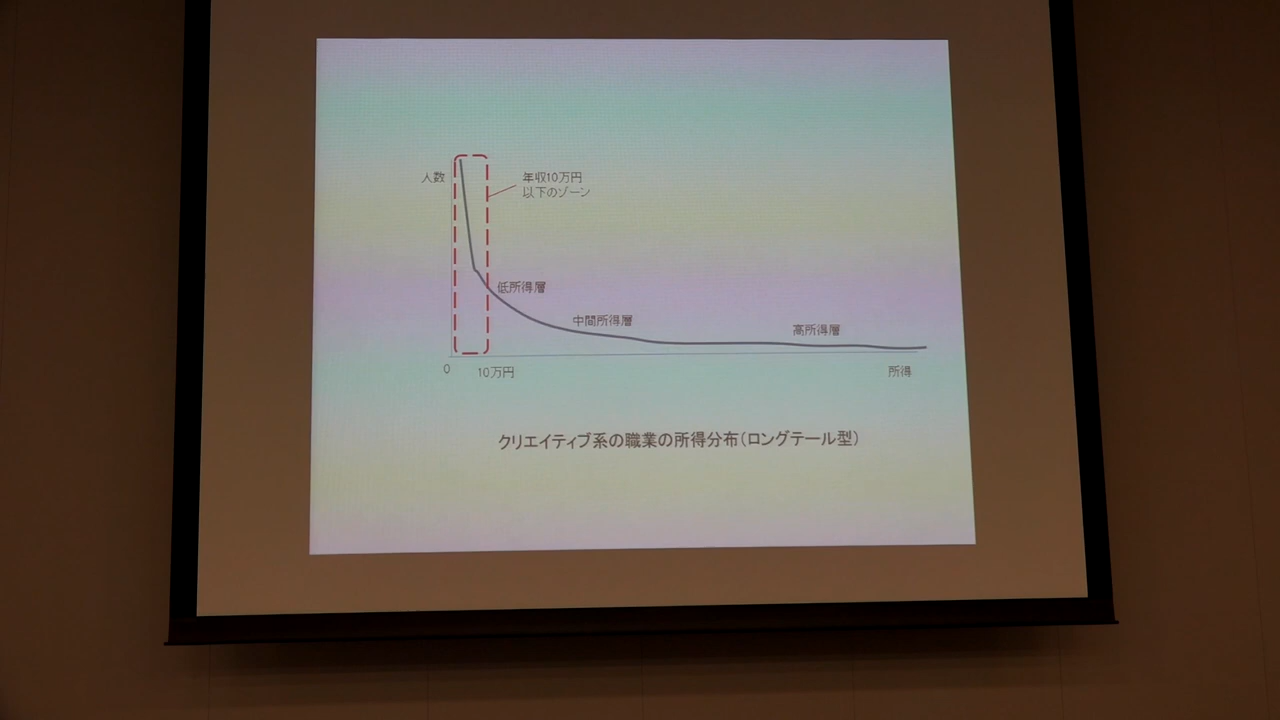 人数
年収10万円
以下のゾーン
低所得層
中間所得層
高所得層
0
10万円
所得
クリエイティブ系の職業の所得分布(ロングテール型)